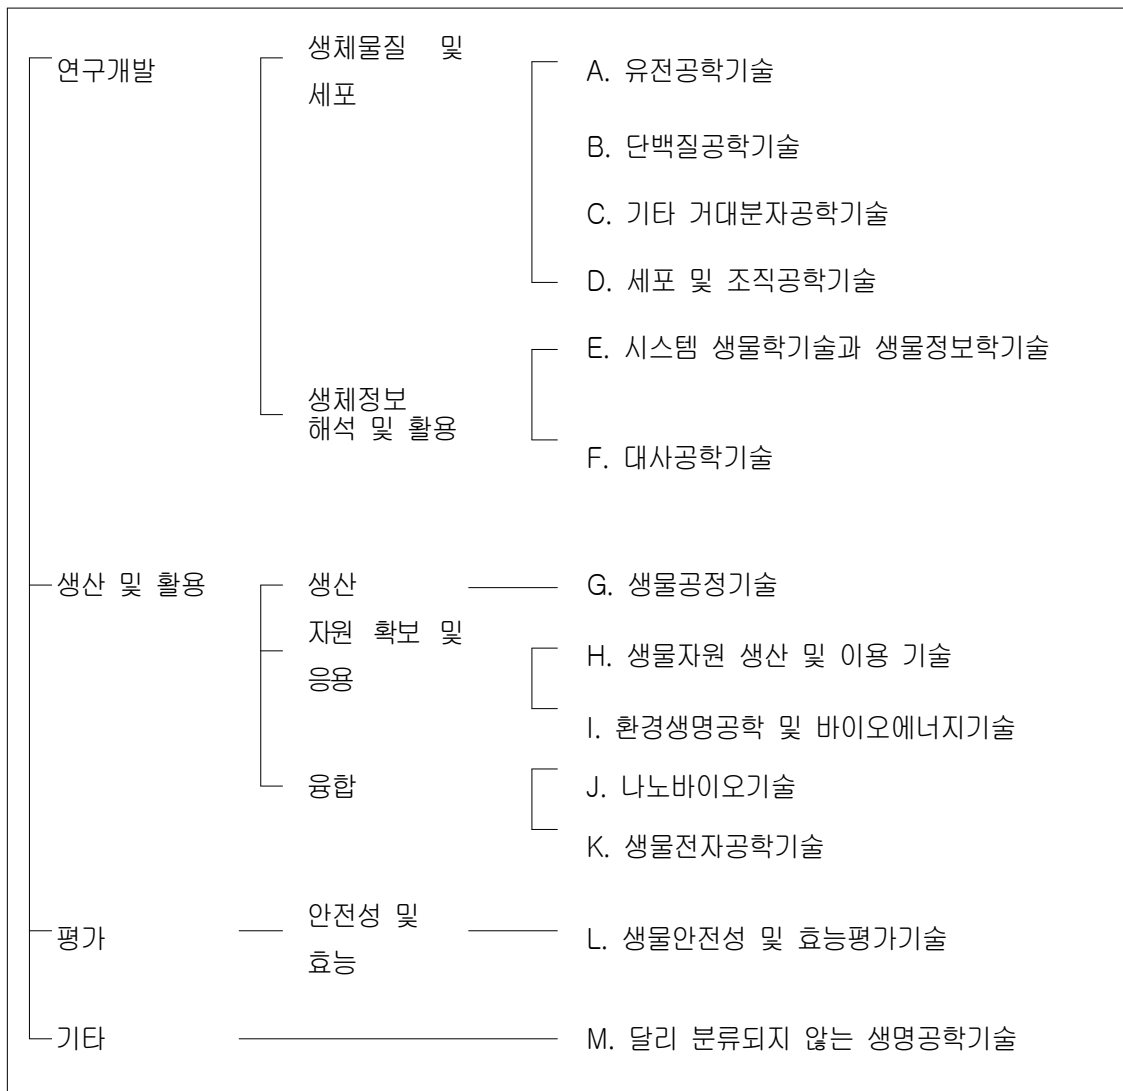 연구개발
생체물질 및
세포
A. 유전공학기술
B. 단백질공학기술
C. 기타 거대분자공학기술
D. 세포 및 조직공학기술
생체정보
해석 및 활용
E. 시스템 생물학기술과 생물정보학기술
F. 대사공학기술
생산 및 활용
생산
G. 생물공정기술
자원 확보 및
응용
H. 생물자원 생산 및 이용 기술
I. 환경생명공학 및 바이오에너지기술
융합
J. 나노바이오기술
K. 생물전자공학기술
평가
안전성 및
효능
L. 생물안전성 및 효능평가기술
기타
M. 달리 분류되지 않는 생명공학기술